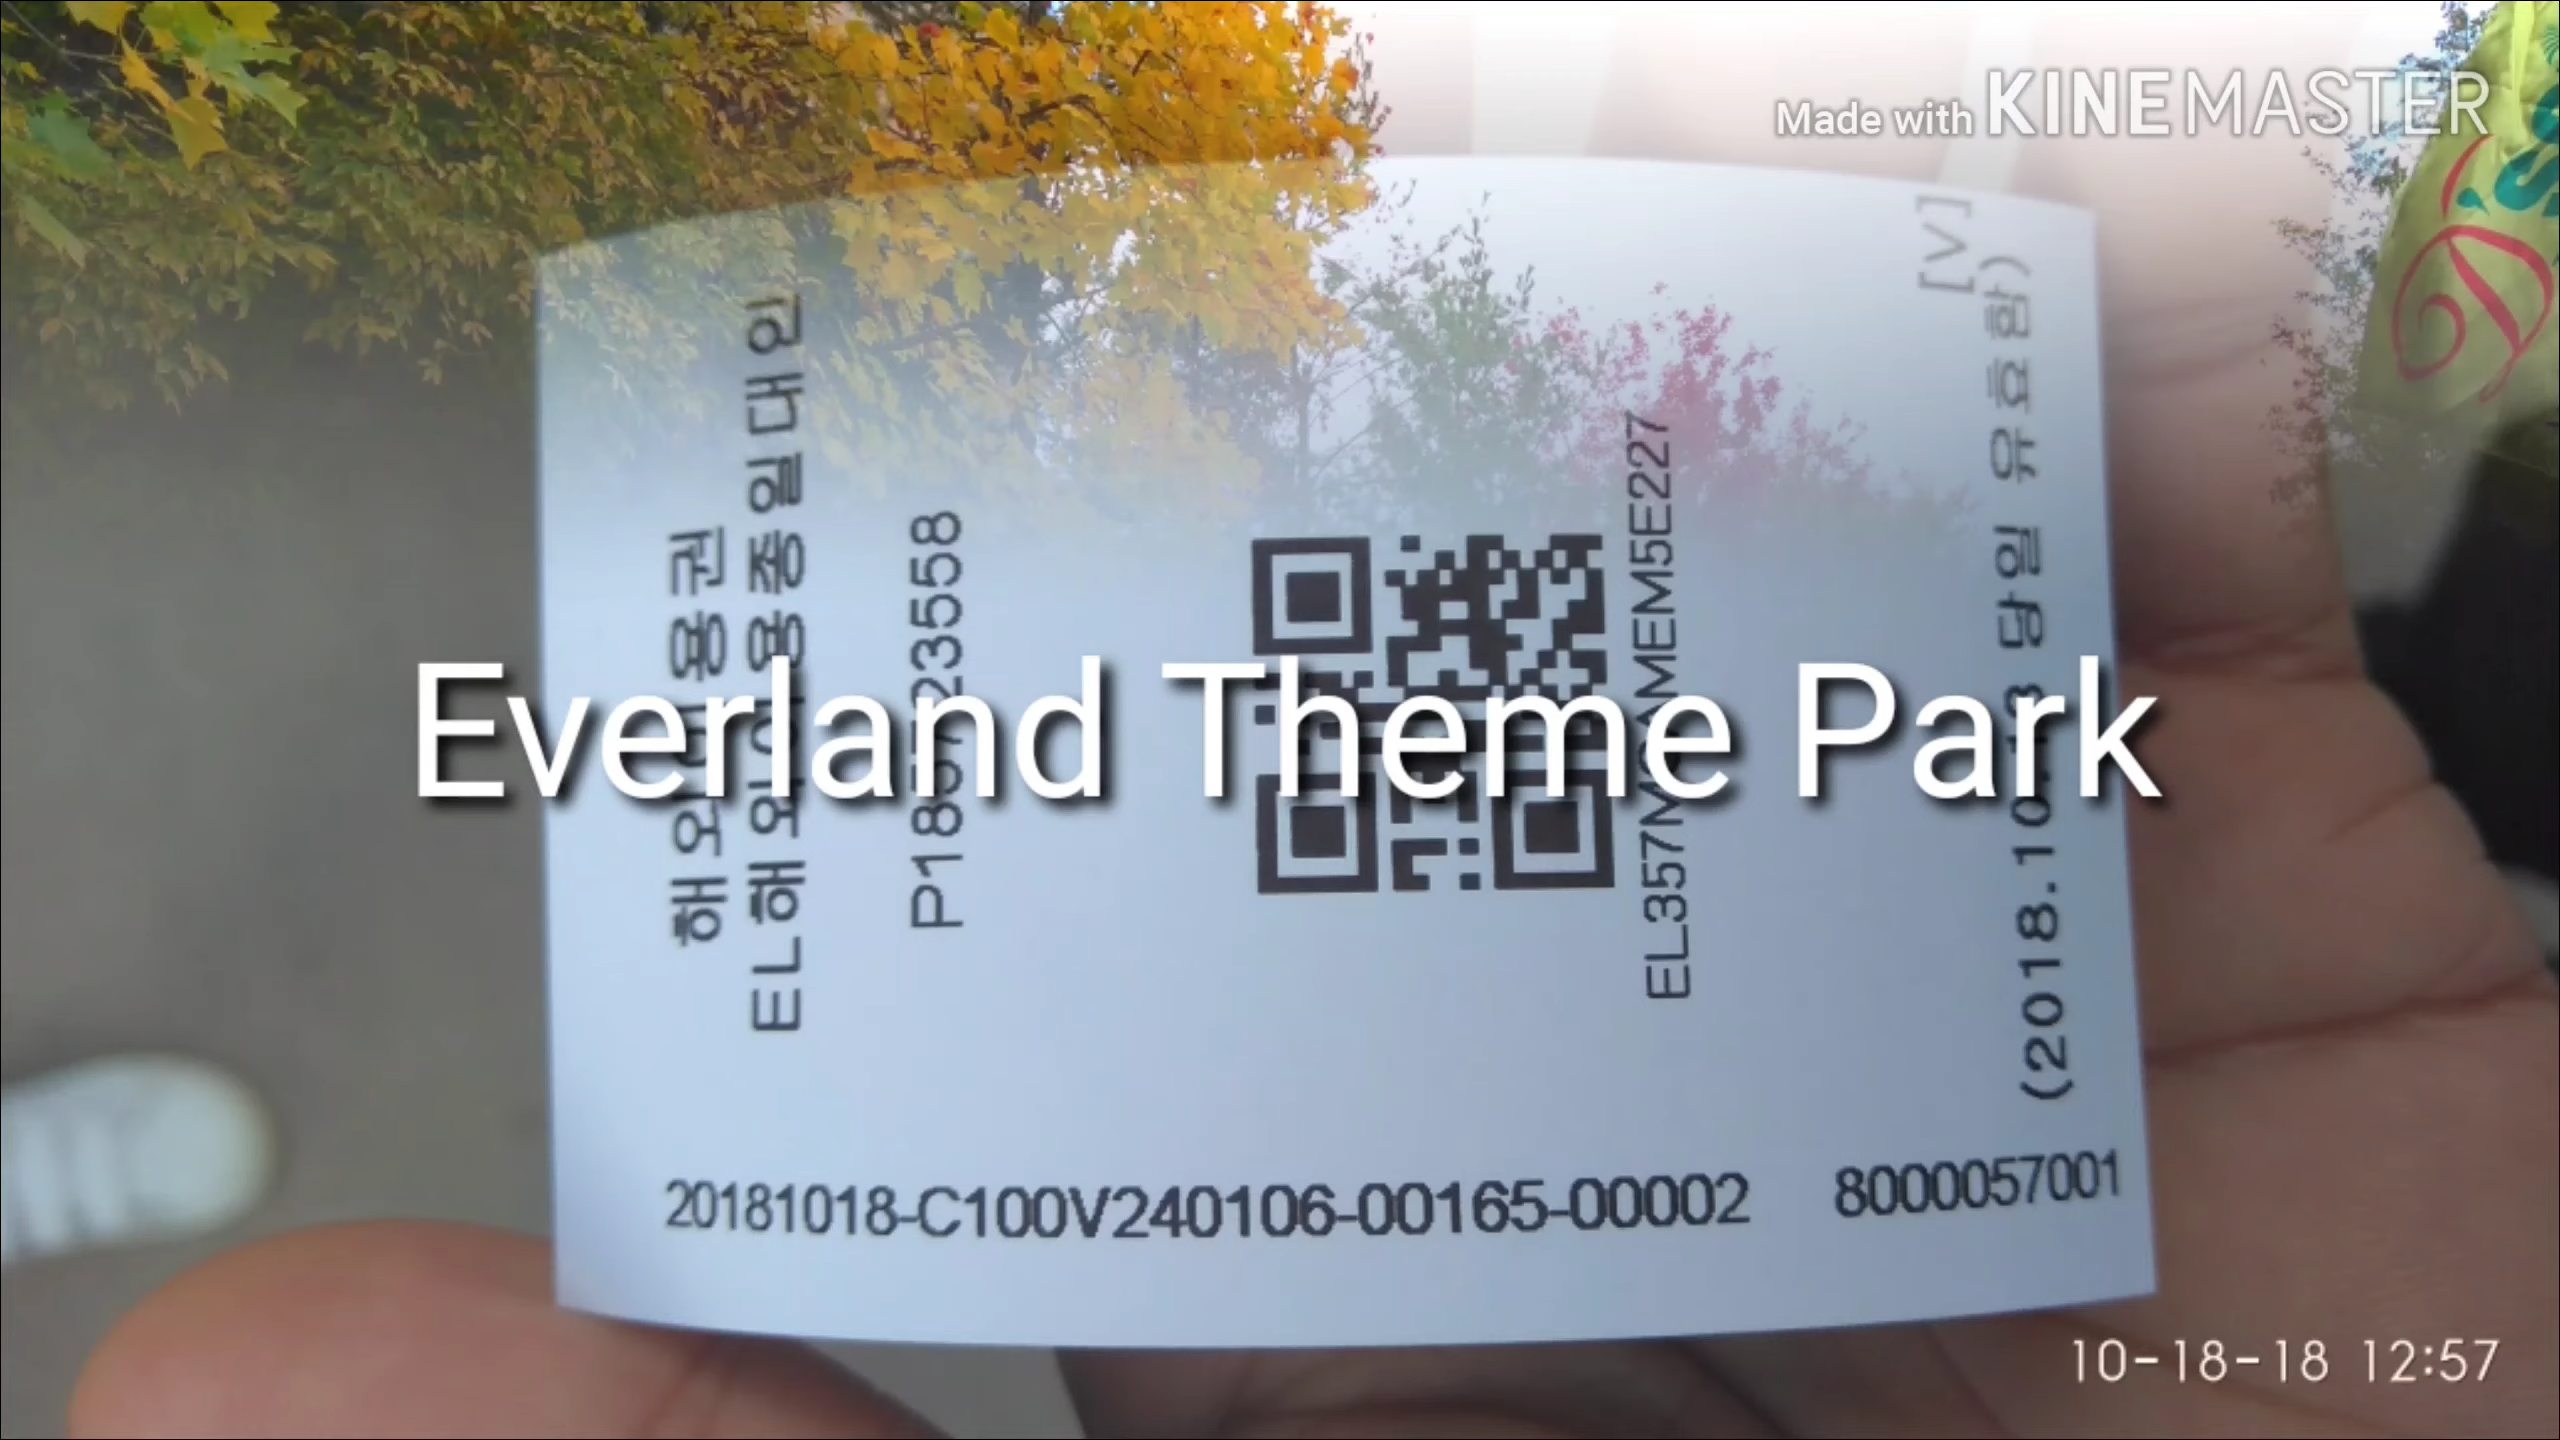 Made with KINEMASTER
Everland Theme Park
해외이용권
EL해외이용종일대인
P185723558
EL357M
MEM5E227
(2018.10.18 당일 유효함)
[V]
20181018-C100V240106-00165-00002 8000057001
10-18-18 12:57